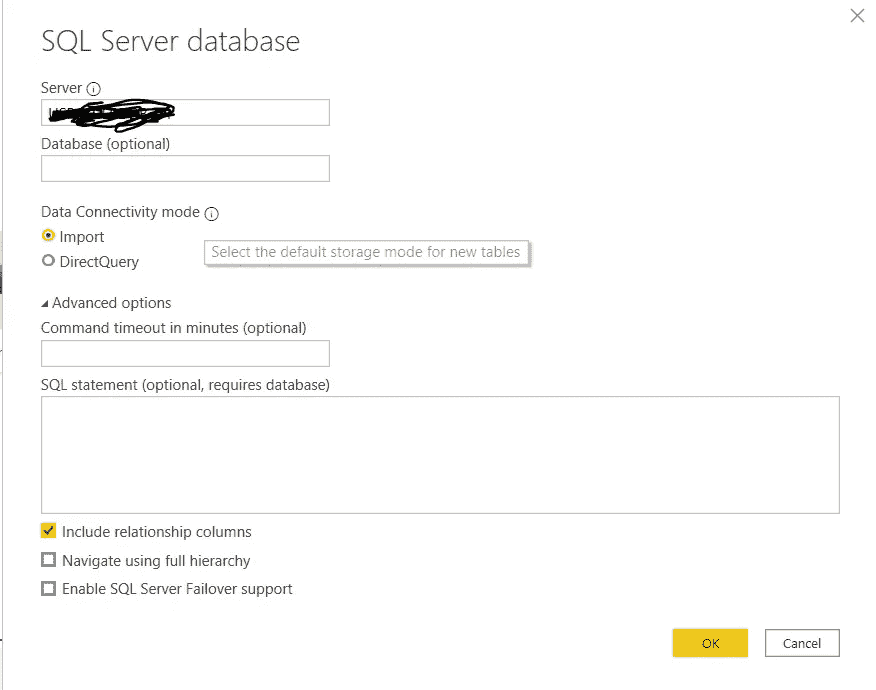 SQL Server database
Server
Database (optional)
Data Connectivity mode
Import
Select the default storage mode for new tables
DirectQuery
Advanced options
Command timeout in minutes (optional)
SQL statement (optional, requires database)
Include relationship columns
Navigate using full hierarchy
Enable SQL Server Failover support
OK Cancel